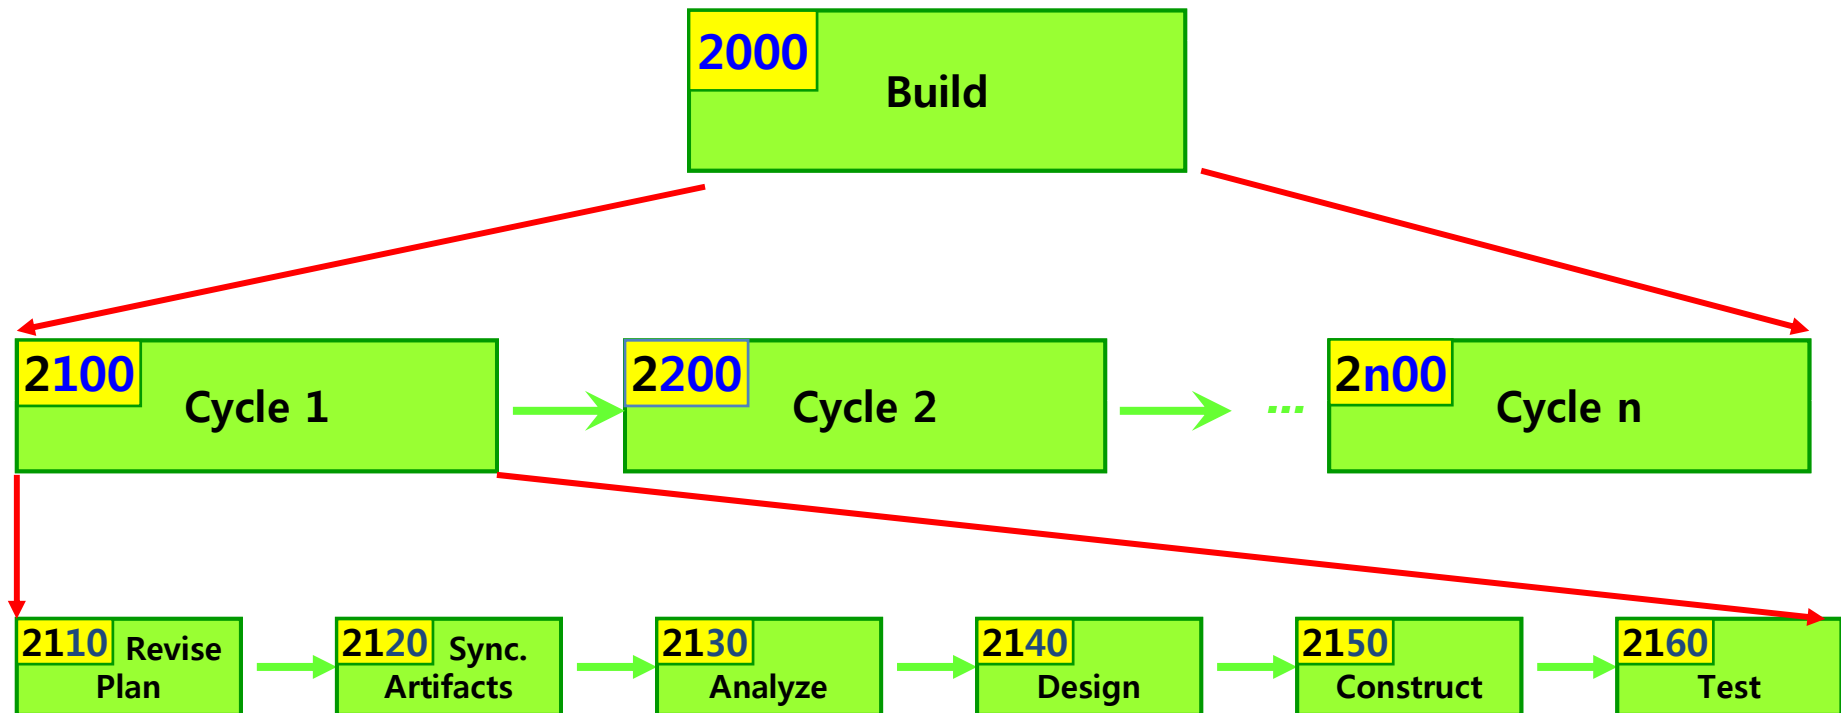 2000
Build
2100
Cycle 1
2200
Cycle 2
...
2n00
Cycle n
2110 Revise
Plan
2120 Sync.
Artifacts
2130
Analyze
2140
Design
2150
Construct
2160
Test